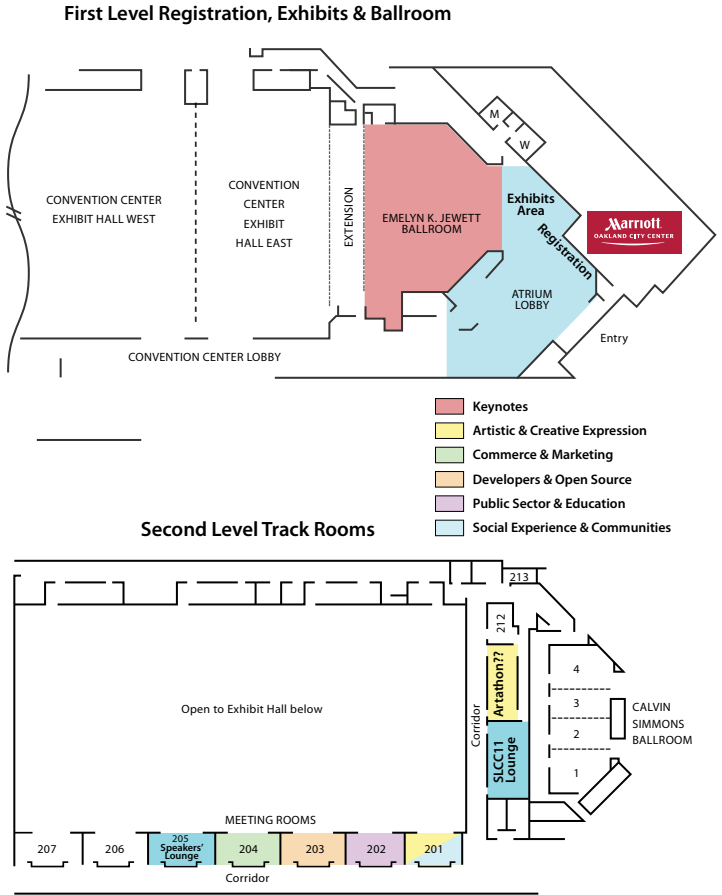 First Level Registration, Exhibits & Ballroom
M
W
CONVENTION CENTER
EXHIBIT HALL WEST
CONVENTION
CENTER
EXHIBIT
HALL EAST
EXTENSION
EMELYN K. JEWETT
BALLROOM
Exhibits
Area
Registration
Marriott
OAKLAND CITY CENTER
ATRIUM
LOBBY
Entry
CONVENTION CENTER LOBBY
Keynotes
Artistic & Creative Expression
Commerce & Marketing
Developers & Open Source
Public Sector & Education
Social Experience & Communities
Second Level Track Rooms
213
212
Artathon??
4
3
2
1
CALVIN
SIMMONS
BALLROOM
Open to Exhibit Hall below
Corridor
SLCC11
Lounge
MEETING ROOMS
207
206
205
Speakers'
Lounge
204
203
202
201
Corridor